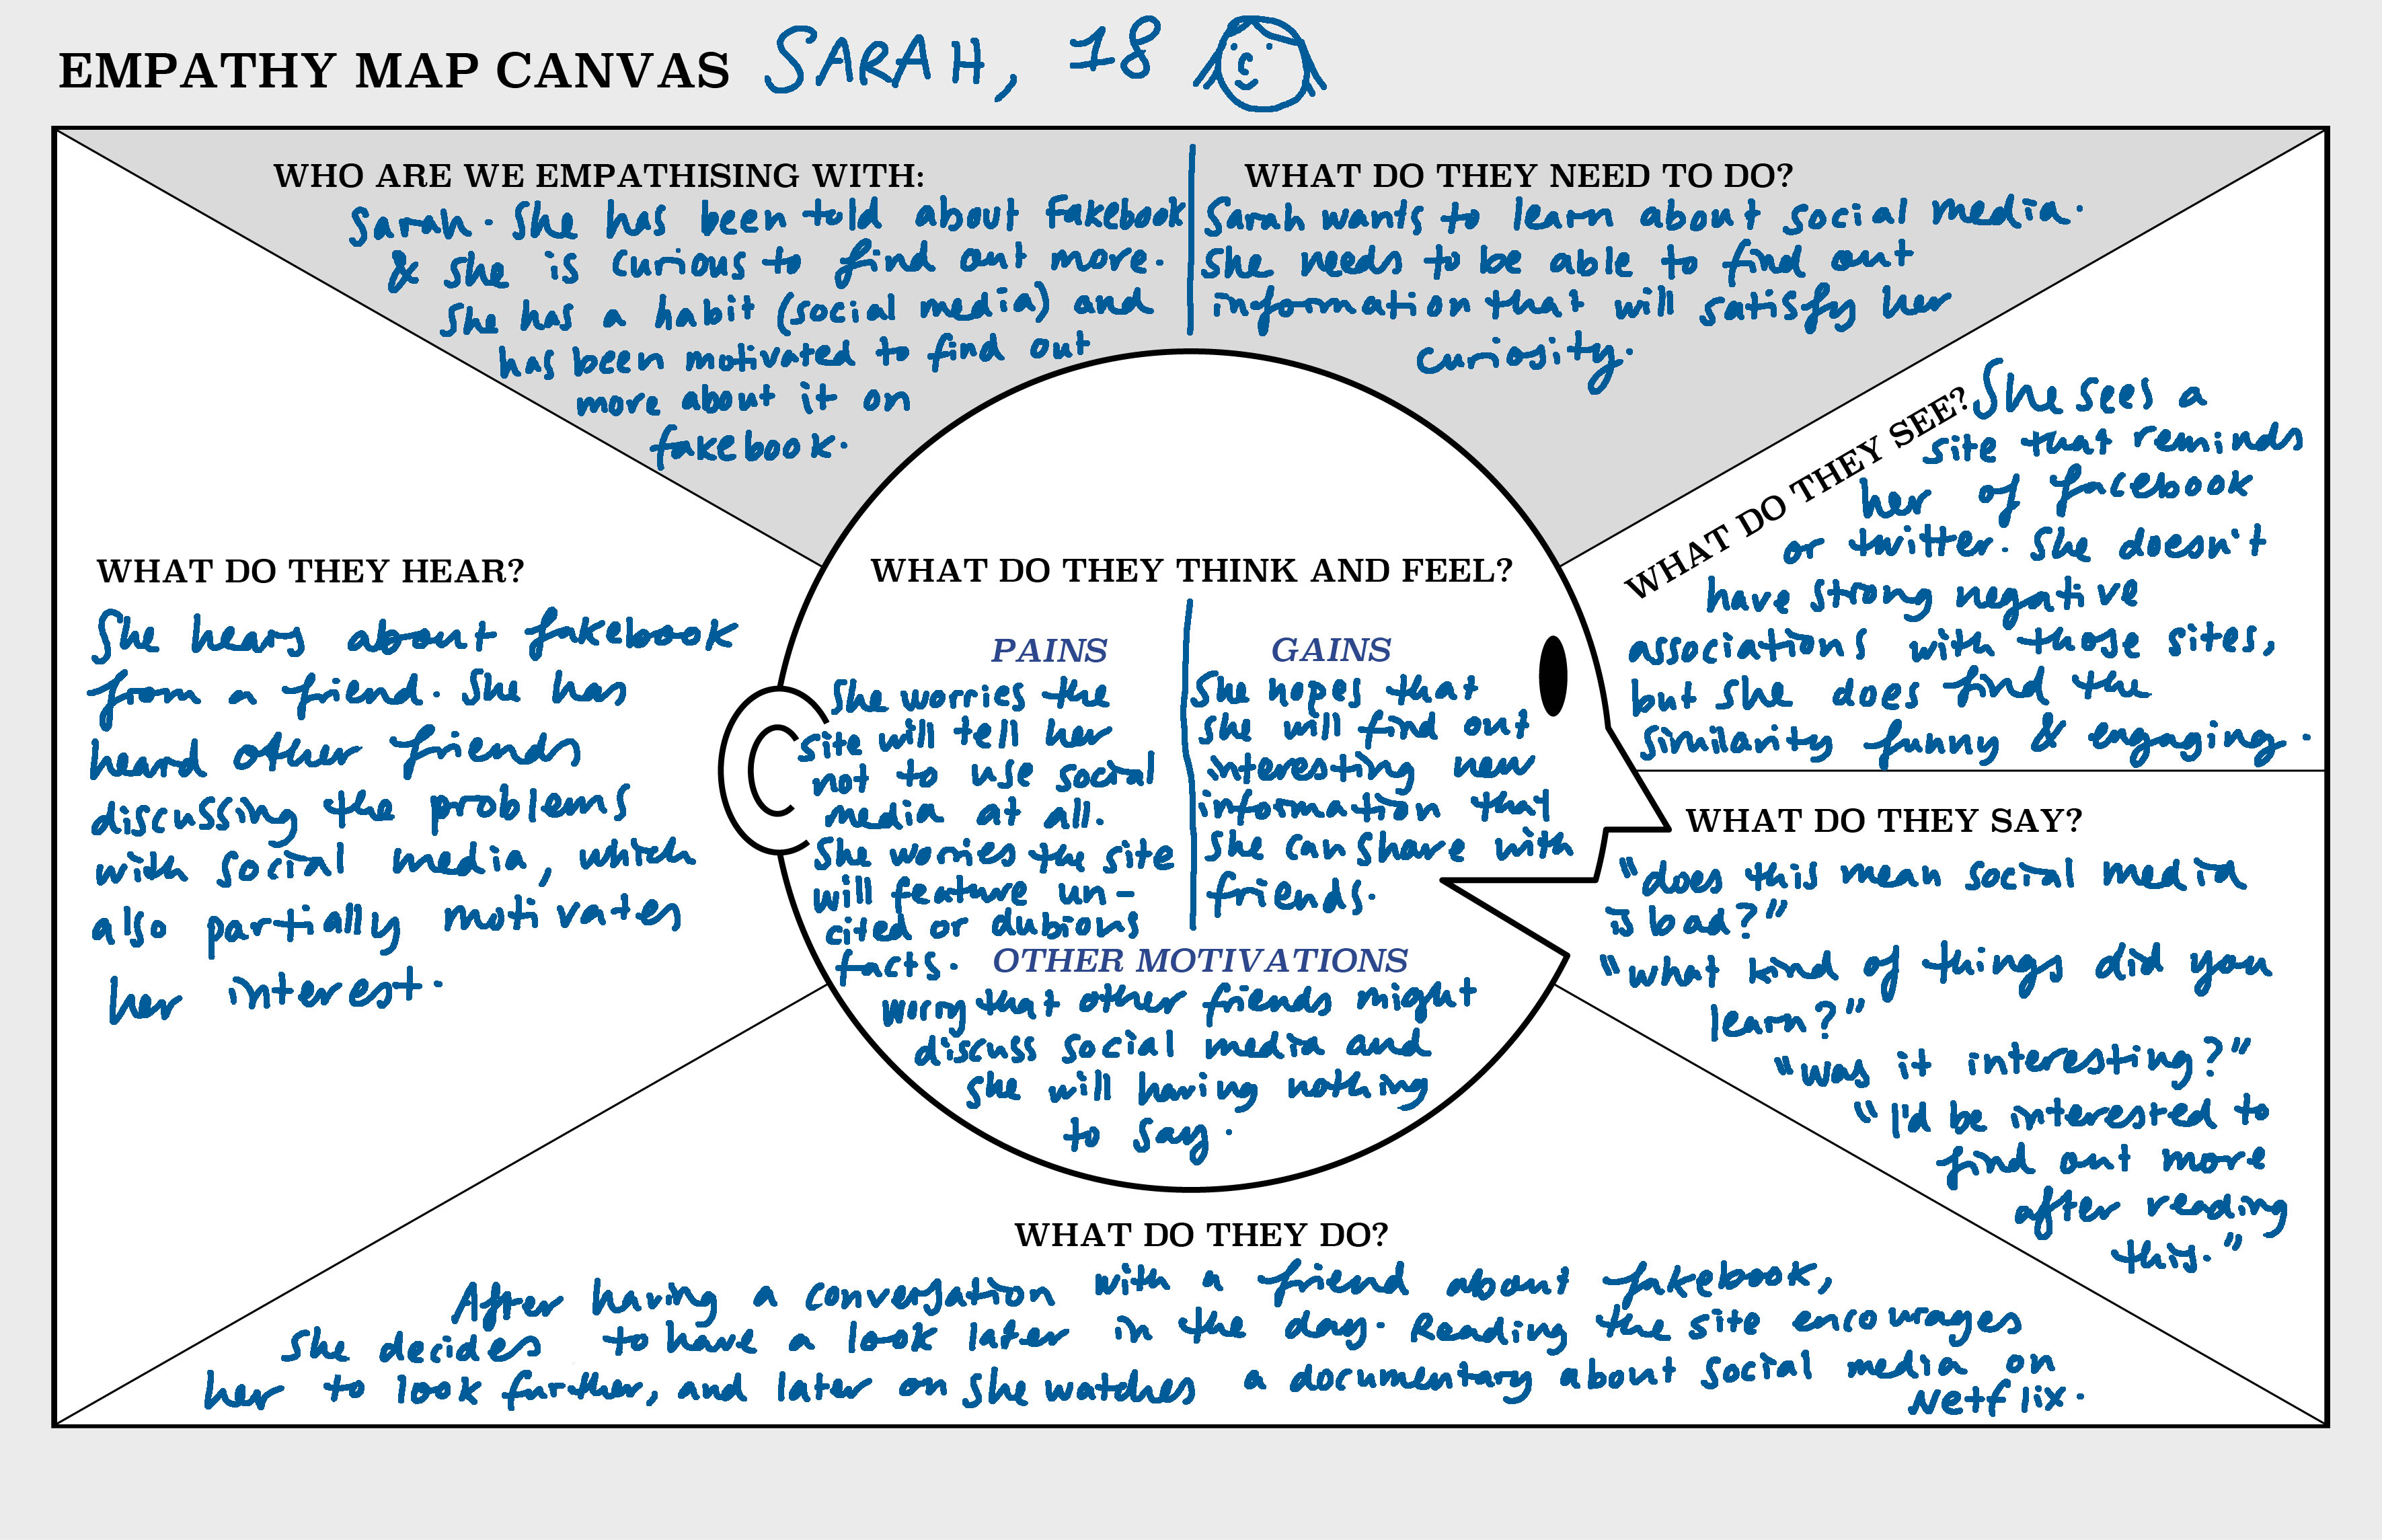 EMPATHY MAP CANVAS SARAH, 18
WHO ARE WE EMPATHISING WITH:
Sarah. She has been told about fakebook
& she is curious to find out more.
She has a habit (social media) and
has been motivated to find out
more about it on
fakebook.
WHAT DO THEY NEED TO DO?
Sarah wants to learn about social media.
She needs to be able to find out
information that will satisfy her
curiosity.
WHAT DO THEY SEE?
She sees a
site that reminds
her of facebook
or twitter. She doesn't
have strong negative
associations with those sites,
but she does find the
similarity funny & engaging.
WHAT DO THEY HEAR?
She hears about fakebook
from a friend. She has
heard other friends
discussing the problems
with social media, which
also partially motivates
her interest.
WHAT DO THEY THINK AND FEEL?
PAINS
She worries the
site will tell her
not to use social
media at all.
She worries the site
will feature un-
cited or dubious
facts.
GAINS
She hopes that
she will find out
interesting new
information that
she can share with
friends.
OTHER MOTIVATIONS
worry that other friends might
discuss social media and
she will having nothing
to say.
WHAT DO THEY SAY?
"does this mean social media
is bad?"
"what kind of things did you
learn?"
"was it interesting?"
"I'd be interested to
find out more
after reading
this."
WHAT DO THEY DO?
After having a conversation with a friend about fakebook,
she decides to have a look later in the day. Reading the site encourages
her to look further, and later on she watches a documentary about social media on
Netflix.